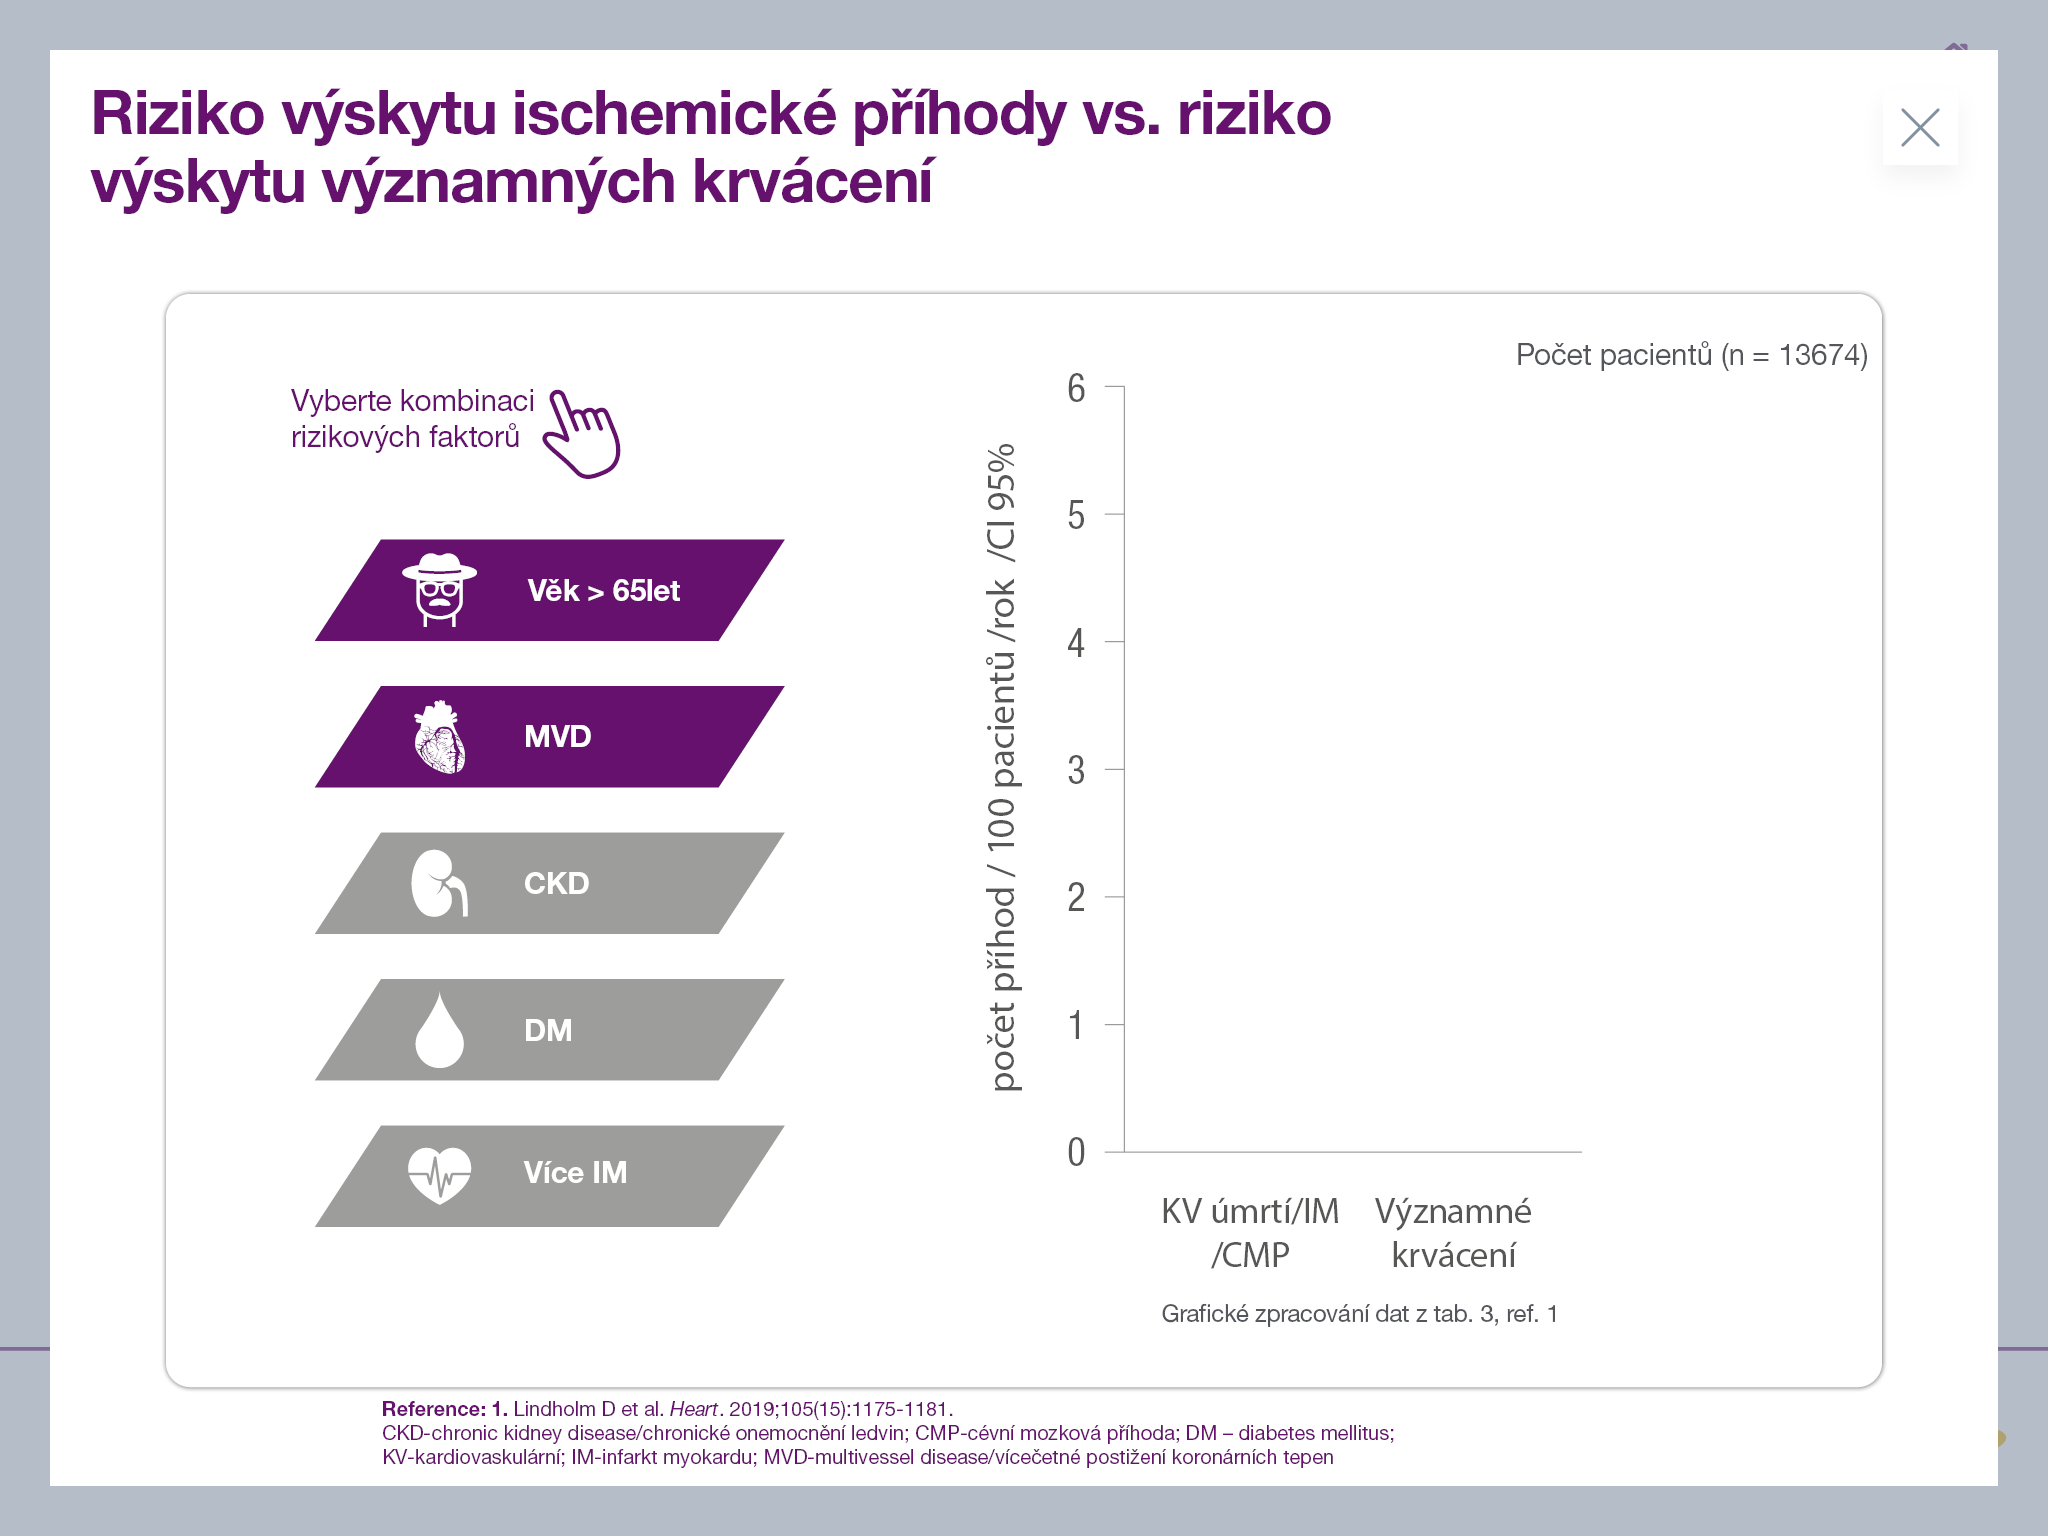 Riziko výskytu ischemické příhody vs. riziko
výskytu významných krvácení
Vyberte kombinaci
rizikových faktorů
Věk > 65let
MVD
CKD
DM
Více IM
Počet pacientů (n = 13674)
počet příhod / 100 pacientů /rok /CI 95%
6
5
4
3
2
1
0
KV úmrtí/IM
/CMP
Významné
krvácení
Grafické zpracování dat z tab. 3, ref. 1
Reference: 1. Lindholm D et al. Heart. 2019;105(15):1175-1181.
CKD-chronic kidney disease/chronické onemocnění ledvin; CMP-cévní mozková příhoda; DM – diabetes mellitus;
KV-kardiovaskulární; IM-infarkt myokardu; MVD-multivessel disease/vícečetné postižení koronárních tepen